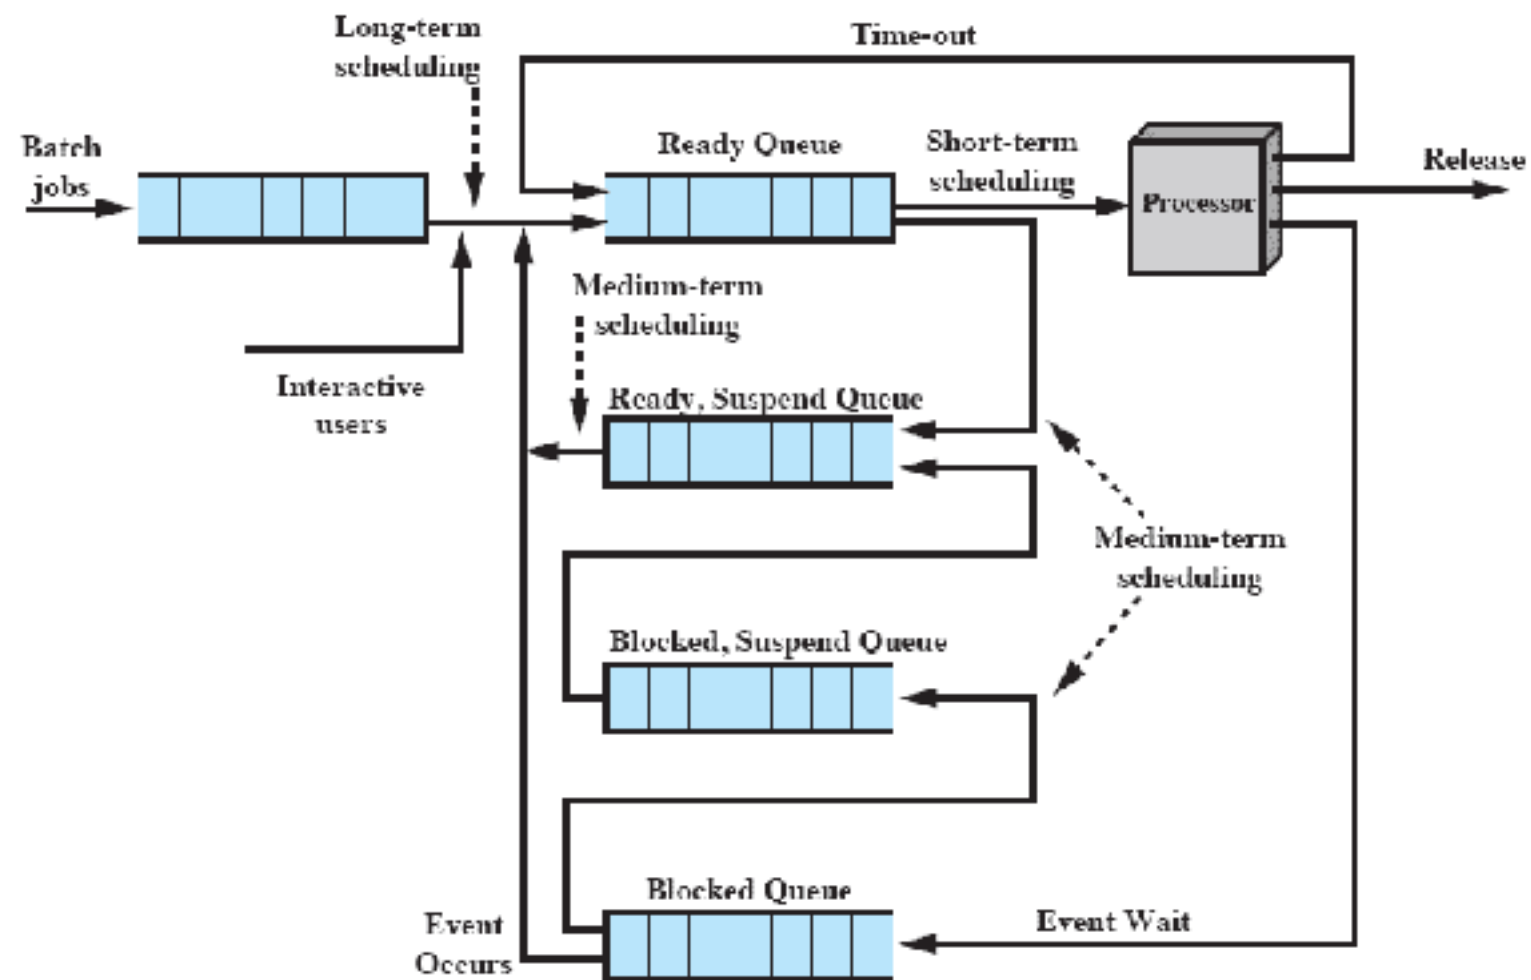 Long-term
scheduling
Time-out
Batch
jobs
Ready Queue
Short-term
scheduling
Processor
Release
Medium-term
scheduling
Interactive
users
Ready, Suspend Queue
Medium-term
scheduling
Blocked, Suspend Queue
Blocked Queue
Event
Occurs
Event Wait